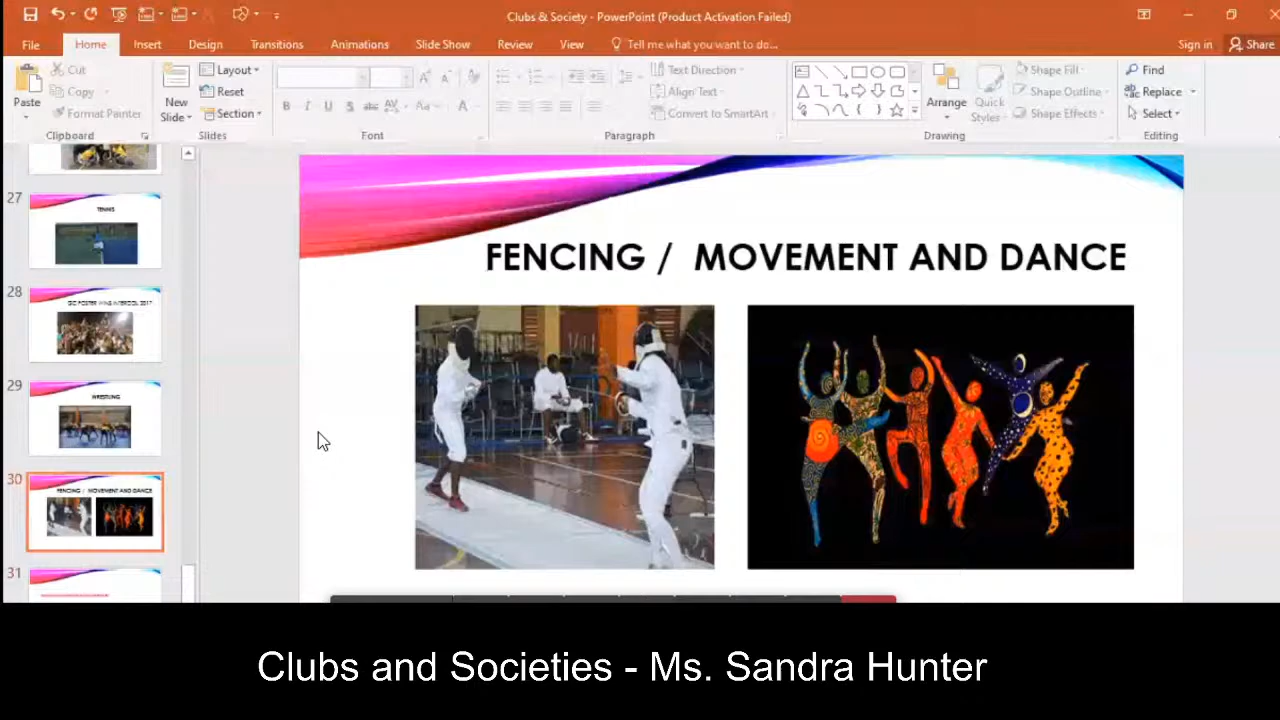 Clubs & Society - PowerPoint (Product Activation Failed)
File Home Insert Design Transitions Animations Slide Show Review View Tell me what you want to do... Sign in Share
Paste
Cut
Copy
Format Painter
Clipboard
New
Slide
Layout
Reset
Section
Slides
Font
Text Direction
Align Text
Convert to SmartArt
Paragraph
Arrange
Quick
Styles
Shape Fill
Shape Outline
Shape Effects
Drawing
Find
Replace
Select
Editing
27
TENNIS
28
29
WRESTLING
30
FENCING / MOVEMENT AND DANCE
31
FENCING / MOVEMENT AND DANCE
Clubs and Societies - Ms. Sandra Hunter